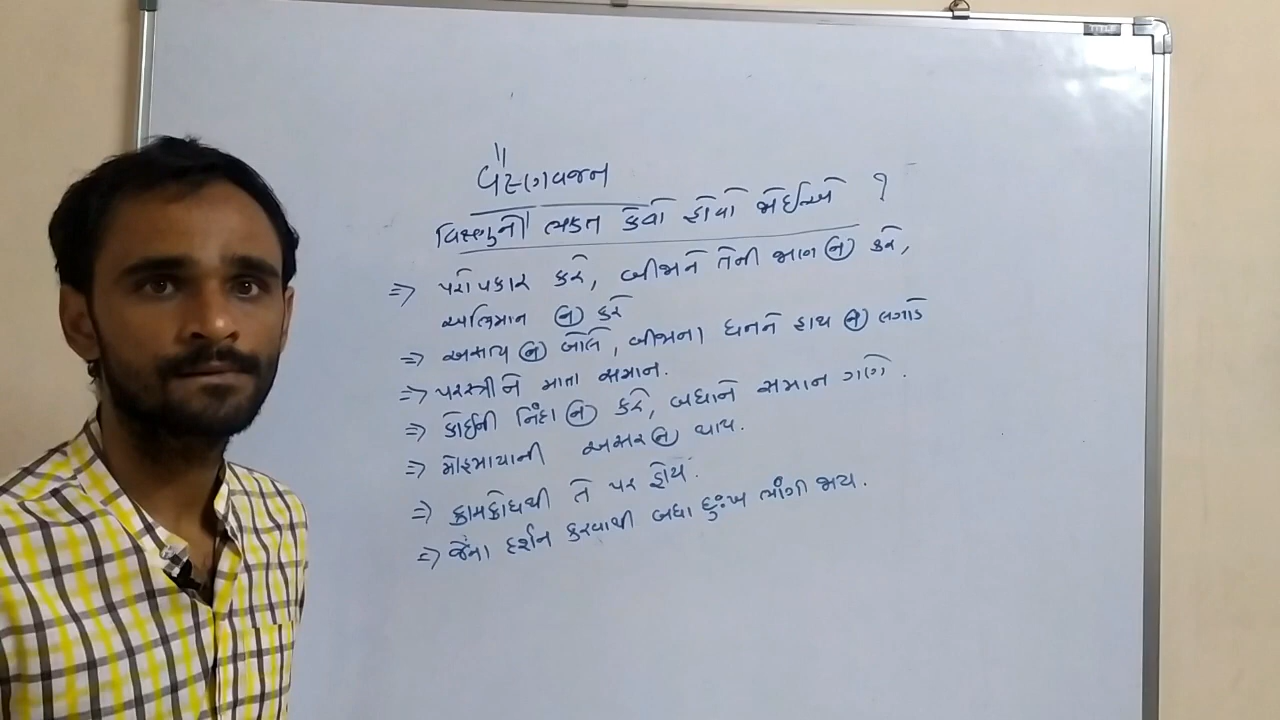 વૈષ્ણવજન
વિષ્ણુનો ભકત કેવો હોવો જોઈએ ?
⇒ પરોપકાર કરે, બીજાને તેની જાણ ન કરે,
અભિમાન ન કરે
⇒ અસત્ય ન બોલે, બીજાના ધનને હાથ ન લગાડે
⇒ પરસ્ત્રીને માતા સમાન.
⇒ કોઈની નિંદા ન કરે, બધાને સમાન ગણે.
⇒ મોહમાયાની અસર ન થાય.
⇒ કામક્રોધથી તે પર હોય.
⇒ જેના દર્શન કરવાથી બધા દુઃખ ભાંગી જાય.